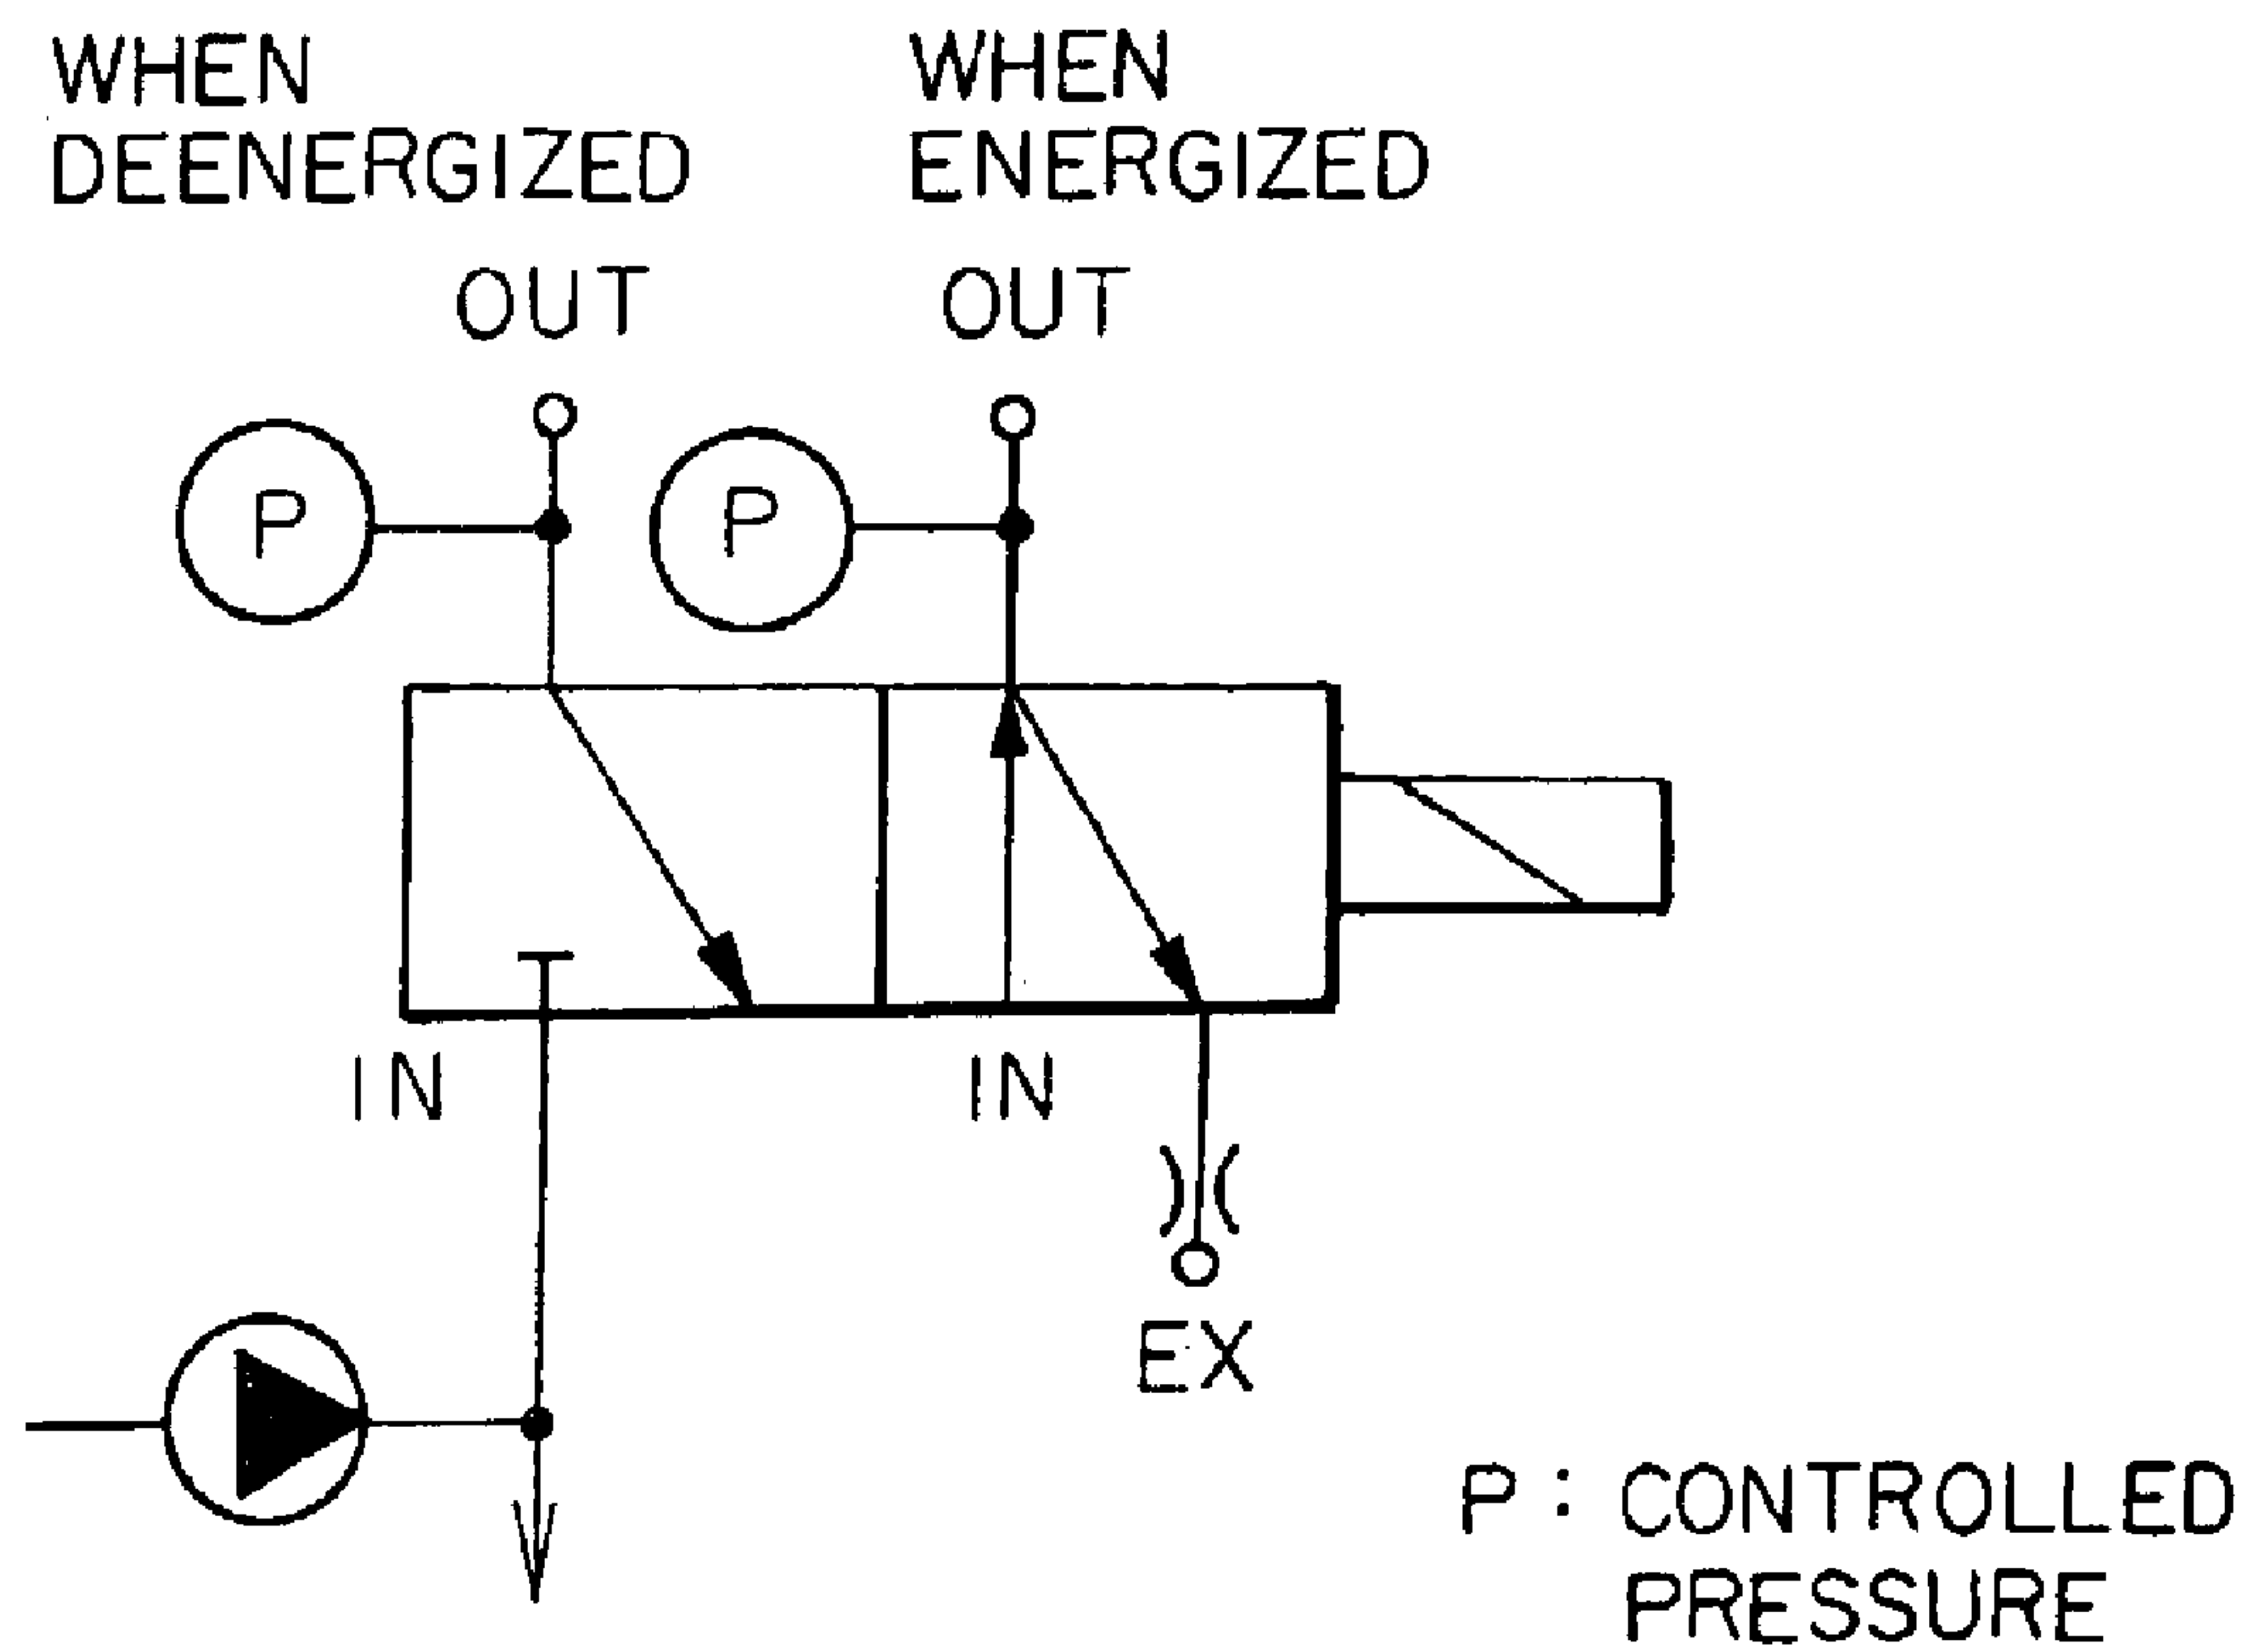 WHEN
DEENERGIZED
WHEN
ENERGIZED
OUT
OUT
P
P
IN
IN
EX
P : CONTROLLED
PRESSURE